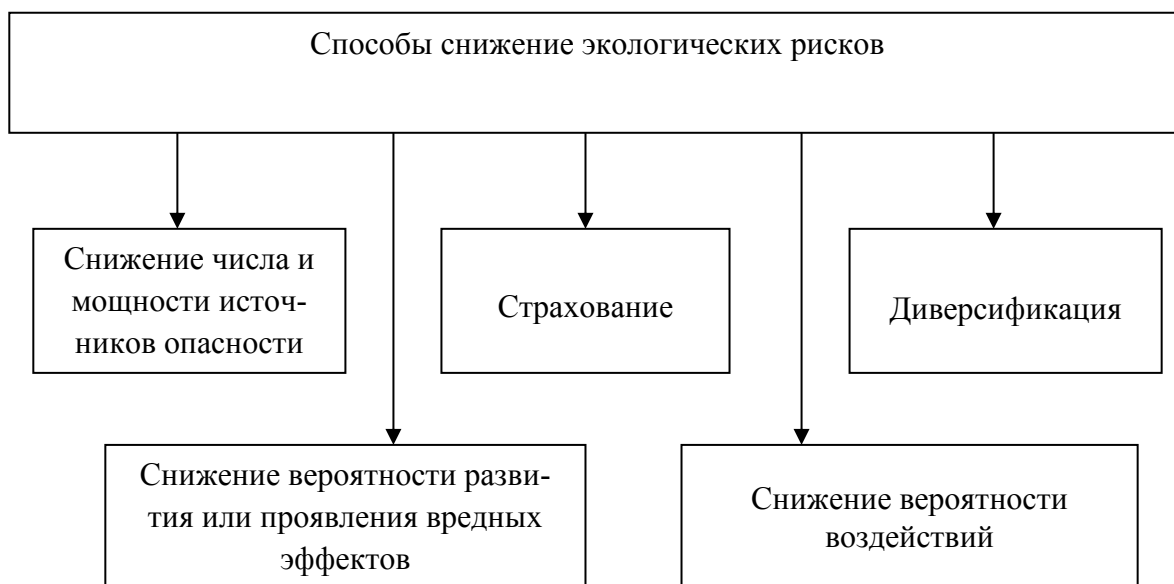 Способы снижение экологических рисков
Снижение числа и
мощности источ-
ников опасности
Страхование
Диверсификация
Снижение вероятности разви-
тия или проявления вредных
эффектов
Снижение вероятности
воздействий